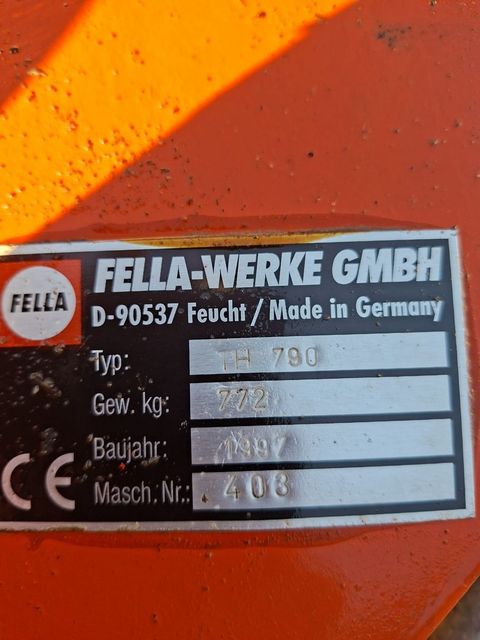 FELLA
FELLA-WERKE GMBH
D-90537 Feucht / Made in Germany
Typ: TH 790
Gew. kg: 772
Baujahr: 1997
Masch. Nr.: 403
CE